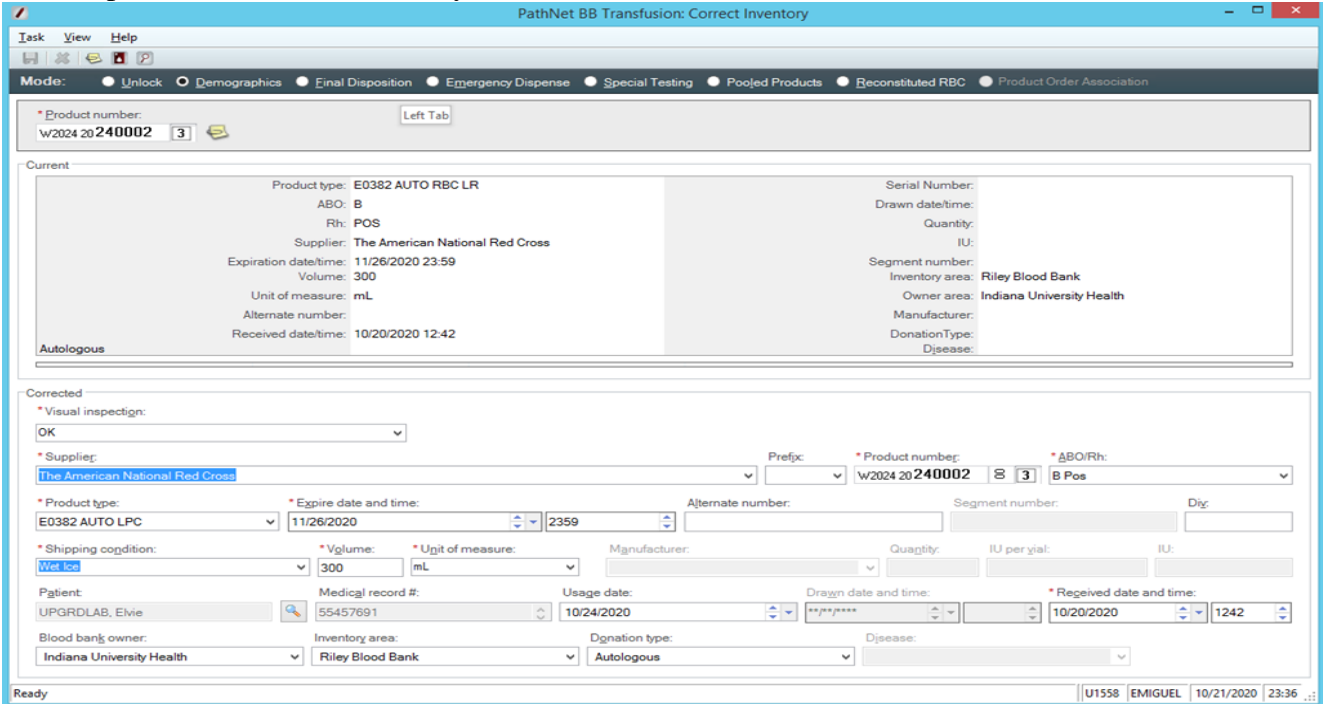 PathNet BB Transfusion: Correct Inventory
Task View Help
Mode: Unlock Demographics Final Disposition Emergency Dispense Special Testing Pooled Products Reconstituted RBC Product Order Association
*Product number: Left Tab
W2024 20 240002 3
Current
Product type: E0382 AUTO RBC LR Serial Number:
ABO: B Drawn date/time:
Rh: POS Quantity:
Supplier: The American National Red Cross IU:
Expiration date/time: 11/26/2020 23:59 Segment number:
Volume: 300 Inventory area: Riley Blood Bank
Unit of measure: mL Owner area: Indiana University Health
Alternate number: Manufacturer:
Received date/time: 10/20/2020 12:42 DonationType:
Autologous Disease:
Corrected
*Visual inspection:
OK
*Supplier: Prefix: *Product number: *ABO/Rh:
The American National Red Cross W2024 20 240002 8 3 B Pos
*Product type: *Expire date and time: Alternate number: Segment number: Div:
E0382 AUTO LPC 11/26/2020 2359
*Shipping condition: *Volume: *Unit of measure: Manufacturer: Quantity: IU per vial: IU:
Wet Ice 300 mL
Patient: Medical record #: Usage date: Drawn date and time: *Received date and time:
UPGRDLAB, Elvie 55457691 10/24/2020 **/**/**** 10/20/2020 1242
Blood bank owner: Inventory area: Donation type: Disease:
Indiana University Health Riley Blood Bank Autologous
Ready U1558 EMIGUEL 10/21/2020 23:36